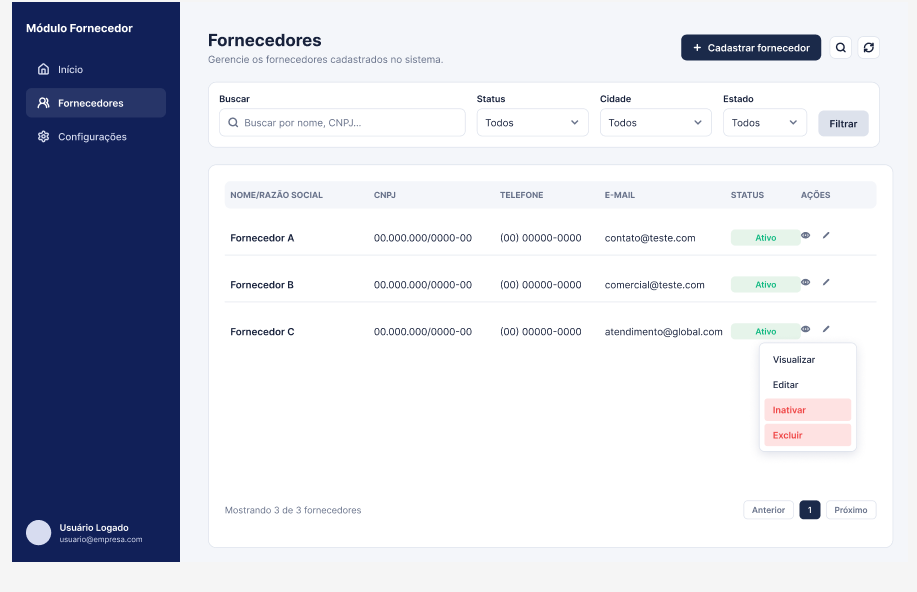 Módulo Fornecedor
Início
Fornecedores
Configurações
Usuário Logado
usuario@empresa.com
Fornecedores
Gerencie os fornecedores cadastrados no sistema.
+ Cadastrar fornecedor
Buscar Status Cidade Estado
Buscar por nome, CNPJ... Todos Todos Todos Filtrar
NOME/RAZÃO SOCIAL CNPJ TELEFONE E-MAIL STATUS AÇÕES
Fornecedor A 00.000.000/0000-00 (00) 00000-0000 contato@teste.com Ativo
Fornecedor B 00.000.000/0000-00 (00) 00000-0000 comercial@teste.com Ativo
Fornecedor C 00.000.000/0000-00 (00) 00000-0000 atendimento@global.com Ativo
Visualizar
Editar
Inativar
Excluir
Mostrando 3 de 3 fornecedores Anterior 1 Próximo